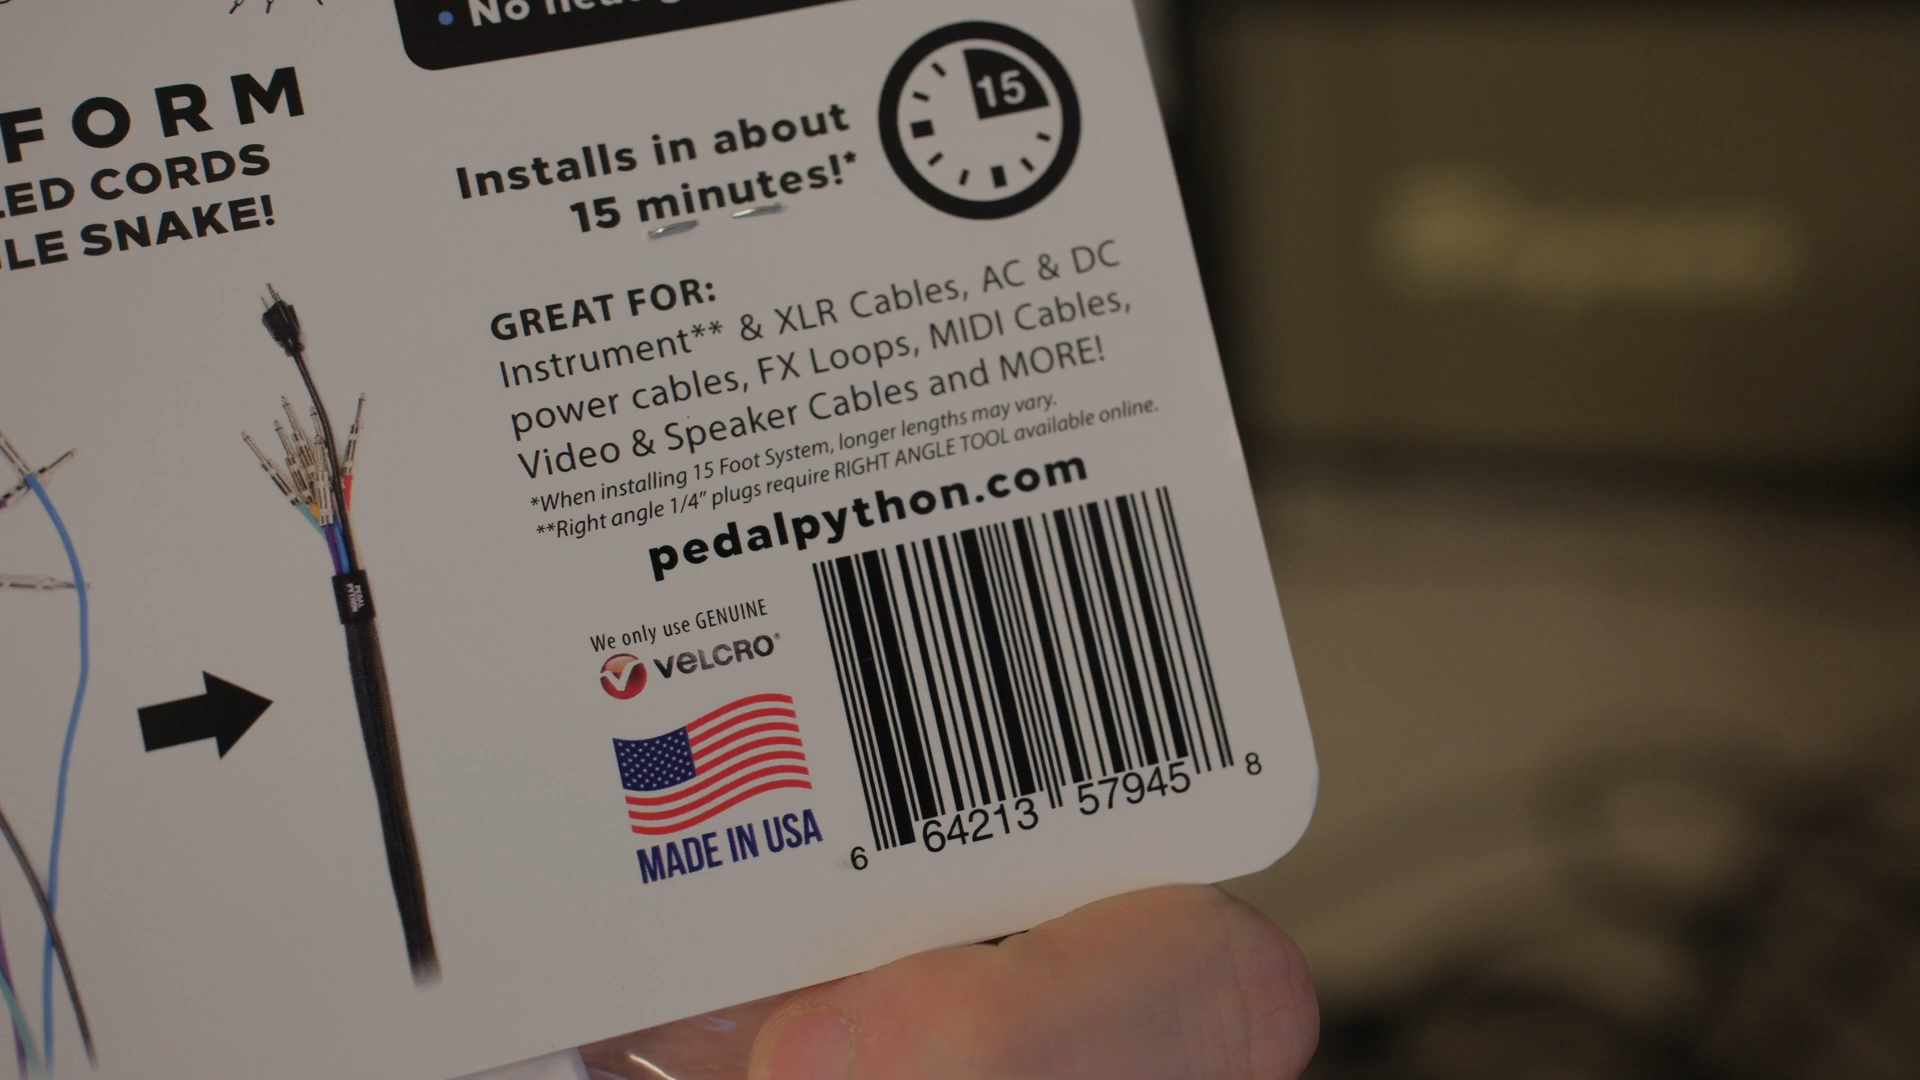 No
FORM
LED CORDS
LE SNAKE!
Installs in about
15 minutes!*
15
GREAT FOR:
Instrument** & XLR Cables, AC & DC
power cables, FX Loops, MIDI Cables,
Video & Speaker Cables and MORE!
*When installing 15 Foot System, longer lengths may vary.
**Right angle 1/4” plugs require RIGHT ANGLE TOOL available online.
pedalpython.com
We only use GENUINE
VELCRO®
MADE IN USA
6 64213 57945 8
PEDAL
PYTHON